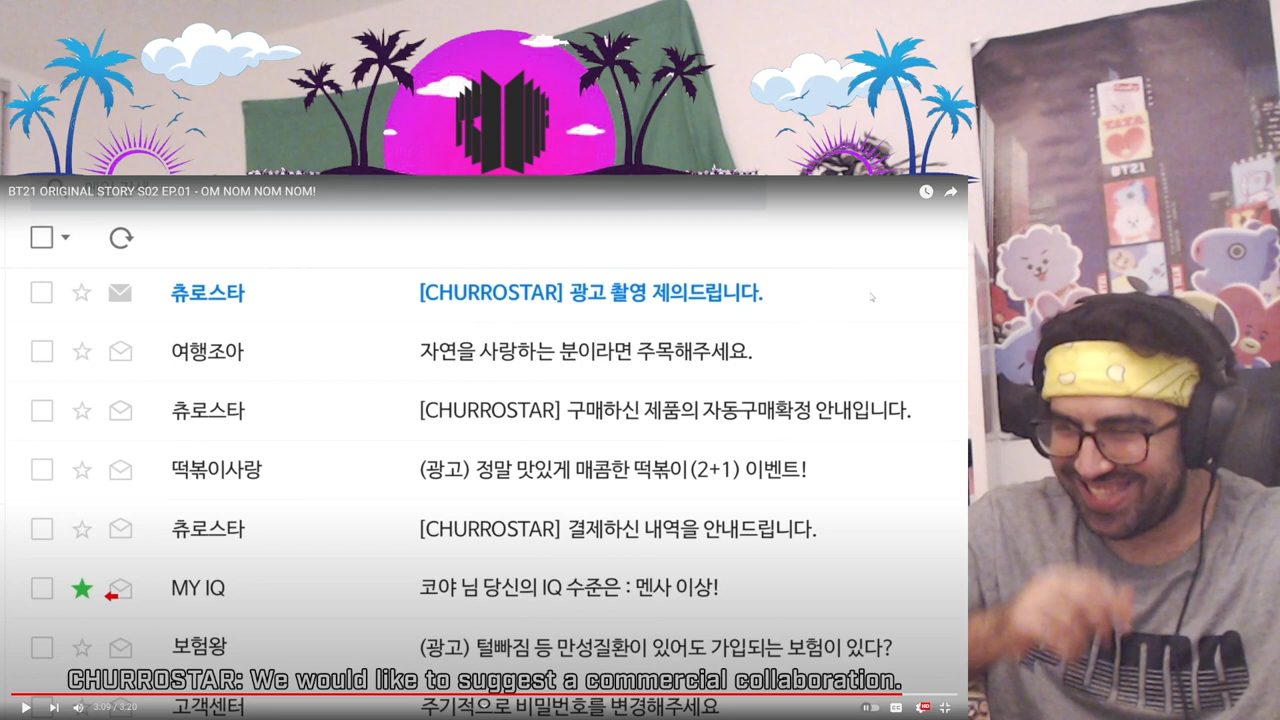 BT21 ORIGINAL STORY S02 EP.01 - OM NOM NOM NOM!
츄로스타 [CHURROSTAR] 광고 촬영 제의드립니다.
여행조아 자연을 사랑하는 분이라면 주목해주세요.
츄로스타 [CHURROSTAR] 구매하신 제품의 자동구매확정 안내입니다.
떡볶이사랑 (광고) 정말 맛있게 매콤한 떡볶이(2+1) 이벤트!
츄로스타 [CHURROSTAR] 결제하신 내역을 안내드립니다.
MY IQ 코야 님 당신의 IQ 수준은 : 멘사 이상!
보험왕 (광고) 털빠짐 등 만성질환이 있어도 가입되는 보험이 있다?
CHURROSTAR: We would like to suggest a commercial collaboration.
고객센터 주기적으로 비밀번호를 변경해주세요
3:09 / 3:20
CC
HD
TATA
BT21